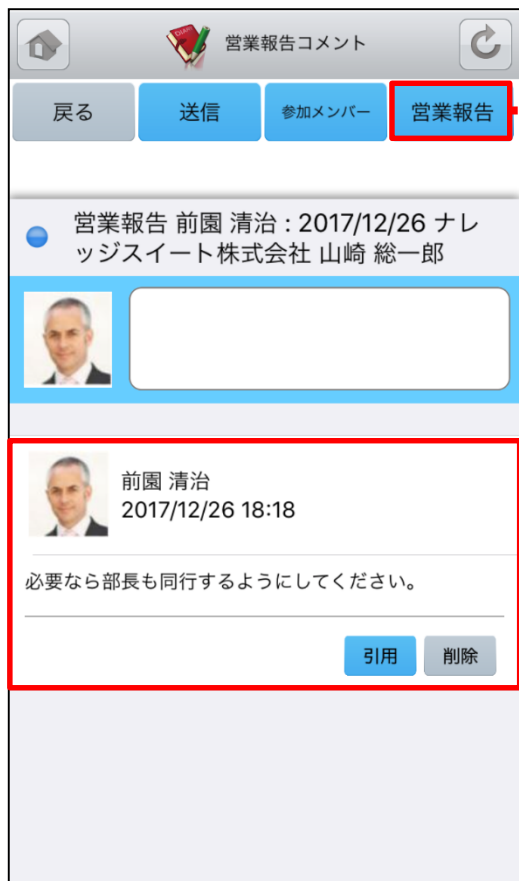 営業報告コメント
戻る
送信
参加メンバー
営業報告
営業報告 前園 清治 : 2017/12/26 ナレ
ッジスイート株式会社 山崎 総一郎
前園 清治
2017/12/26 18:18
必要なら部長も同行するようにしてください。
引用
削除